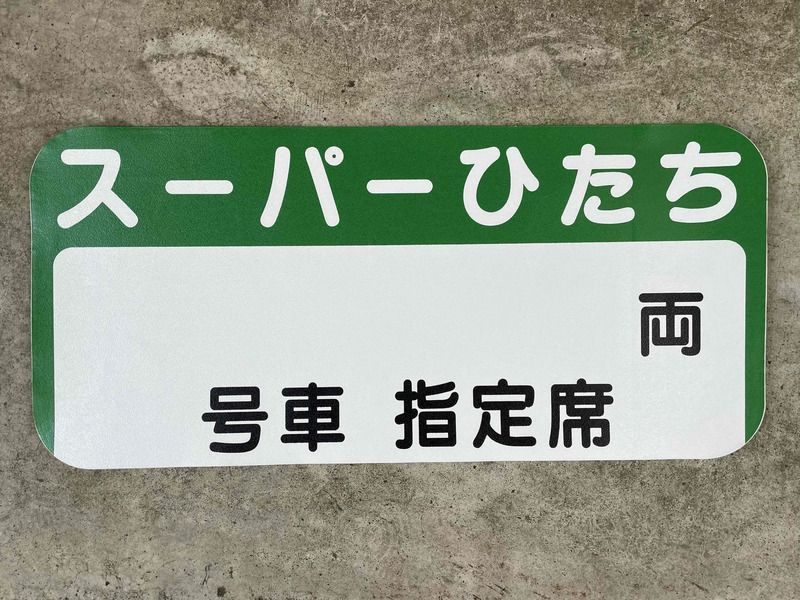 スーパーひたち
両
号車 指定席